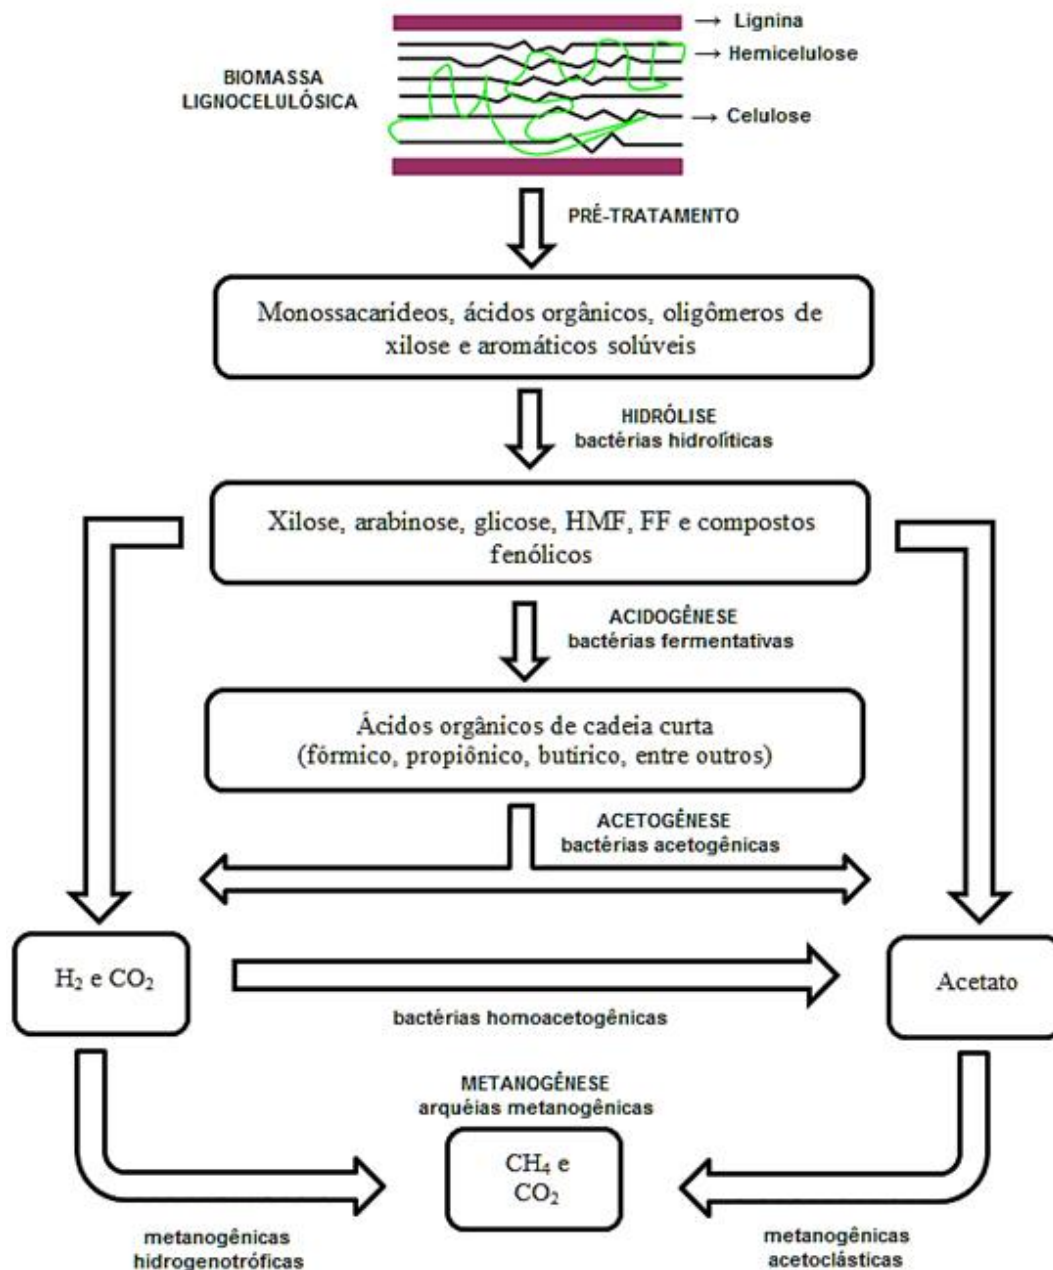 BIOMASSA
LIGNOCELULÓSICA
→ Lignina
→ Hemicelulose
→ Celulose
PRÉ-TRATAMENTO
Monossacarídeos, ácidos orgânicos, oligômeros de
xilose e aromáticos solúveis
HIDRÓLISE
bactérias hidrolíticas
Xilose, arabinose, glicose, HMF, FF e compostos
fenólicos
ACIDOGÊNESE
bactérias fermentativas
Ácidos orgânicos de cadeia curta
(fórmico, propiônico, butírico, entre outros)
ACETOGÊNESE
bactérias acetogênicas
H₂ e CO₂
Acetato
bactérias homoacetogênicas
METANOGÊNESE
arquéias metanogênicas
CH₄ e
CO₂
metanogênicas
hidrogenotróficas
metanogênicas
acetoclásticas